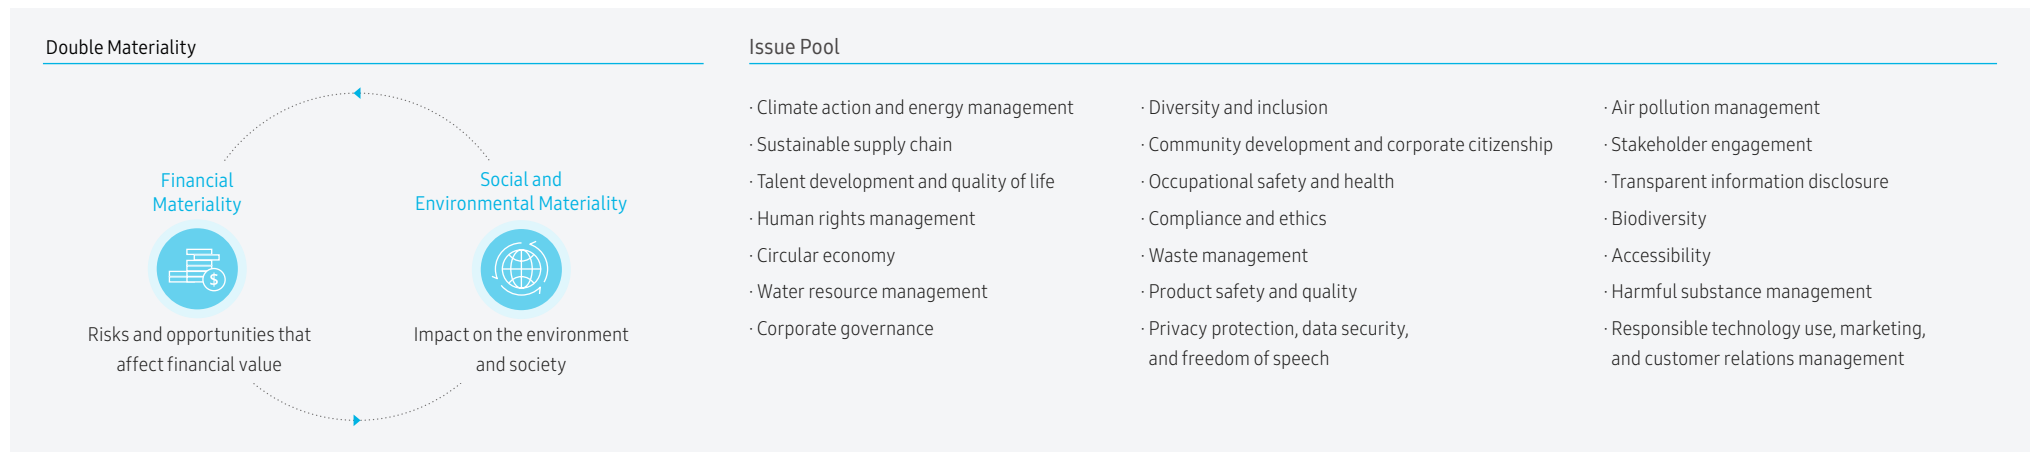 Double Materiality
Financial
Materiality
$
Risks and opportunities that
affect financial value
Social and
Environmental Materiality
Impact on the environment
and society
Issue Pool
· Climate action and energy management
· Sustainable supply chain
· Talent development and quality of life
· Human rights management
· Circular economy
· Water resource management
· Corporate governance
· Diversity and inclusion
· Community development and corporate citizenship
· Occupational safety and health
· Compliance and ethics
· Waste management
· Product safety and quality
· Privacy protection, data security,
and freedom of speech
· Air pollution management
· Stakeholder engagement
· Transparent information disclosure
· Biodiversity
· Accessibility
· Harmful substance management
· Responsible technology use, marketing,
and customer relations management